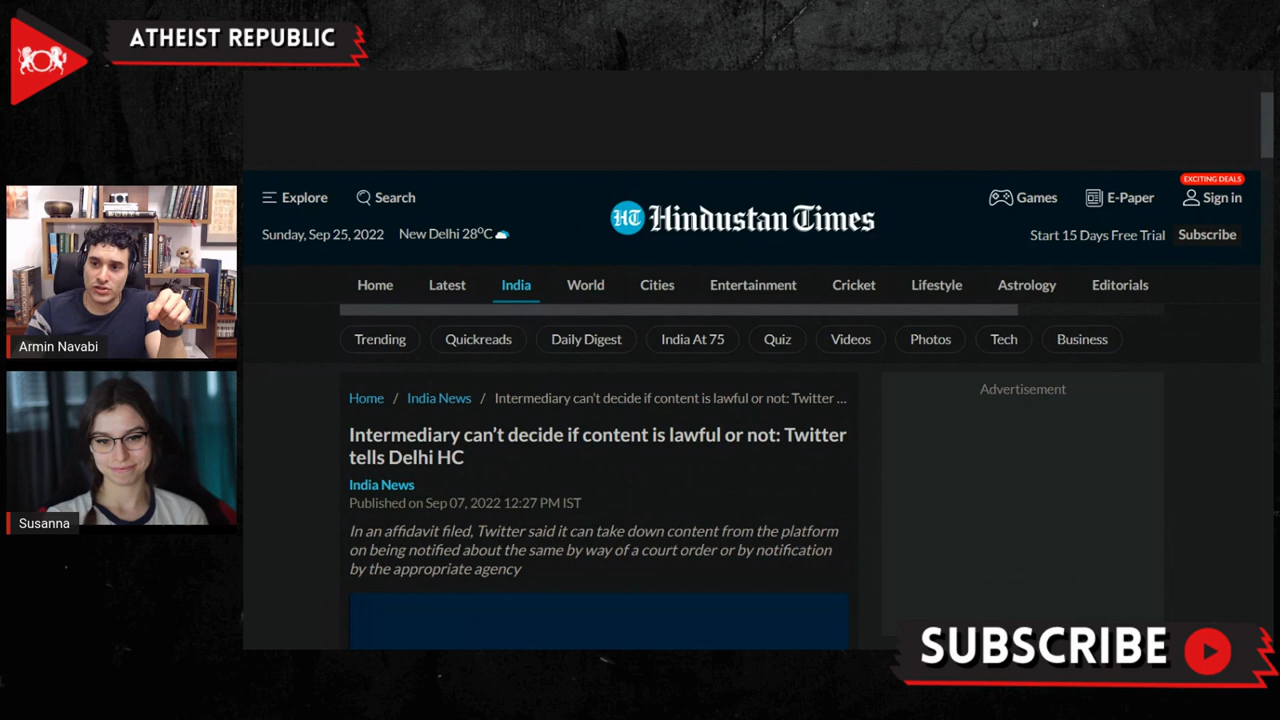 ATHEIST REPUBLIC
Armin Navabi
Susanna
EXCITING DEALS
Explore
Search
HT Hindustan Times
Games
E-Paper
Sign in
Sunday, Sep 25, 2022
New Delhi 28⁰C
Start 15 Days Free Trial
Subscribe
Home
Latest
India
World
Cities
Entertainment
Cricket
Lifestyle
Astrology
Editorials
Trending
Quickreads
Daily Digest
India At 75
Quiz
Videos
Photos
Tech
Business
Home / India News / Intermediary can't decide if content is lawful or not: Twitter ...
Intermediary can't decide if content is lawful or not: Twitter
tells Delhi HC
India News
Published on Sep 07, 2022 12:27 PM IST
In an affidavit filed, Twitter said it can take down content from the platform
on being notified about the same by way of a court order or by notification
by the appropriate agency
Advertisement
SUBSCRIBE